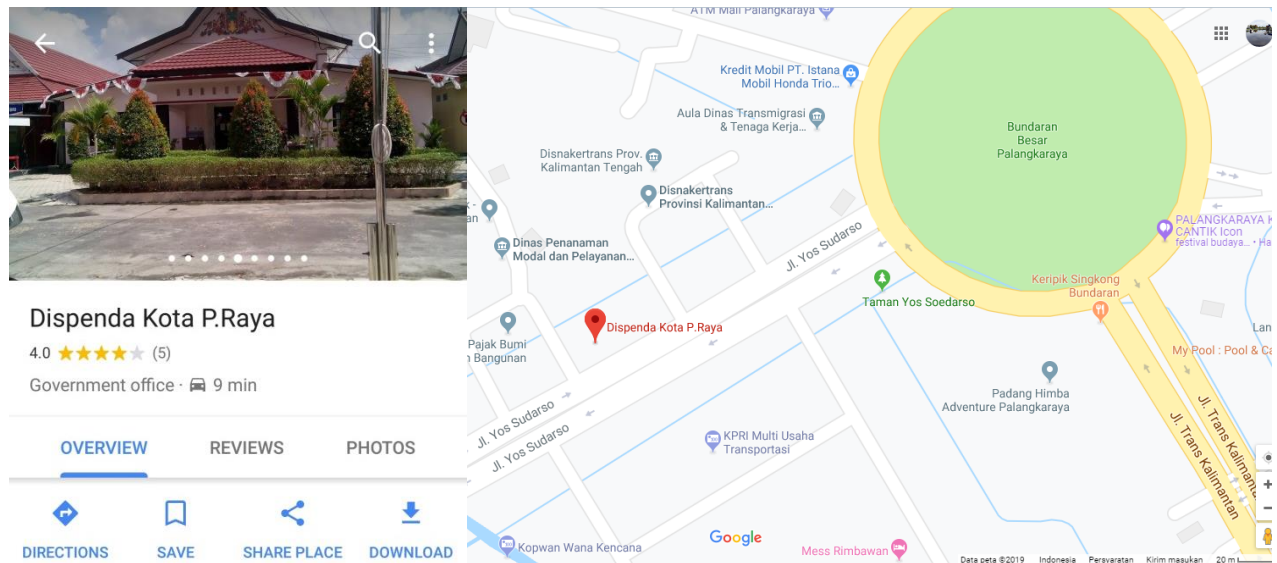 Dispenda Kota P.Raya
4.0 (5)
Government office · 9 min
OVERVIEW REVIEWS PHOTOS
DIRECTIONS SAVE SHARE PLACE DOWNLOAD
ATM Mall Palangkaraya
Kredit Mobil PT. Istana
Mobil Honda Trio...
Aula Dinas Transmigrasi
& Tenaga Kerja...
Bundaran
Besar
Palangkaraya
Disnakertrans Prov.
Kalimantan Tengah
Disnakertrans
Provinsi Kalimantan...
an
Dinas Penanaman
Modal dan Pelayanan...
Jl. Yos Sudarso
PALANGKARAYA K
CANTIK Icon
festival budaya... • Ha
Taman Yos Soedarso
Keripik Singkong
Bundaran
Dispenda Kota P.Raya
Pajak Bumi
n Bangunan
Lan
My Pool : Pool & Ca
Padang Himba
Adventure Palangkaraya
Jl. Yos Sudarso
Jl. Yos Sudarso
KPRI Multi Usaha
Transportasi
Jl. Trans Kalimantan
Jl. Trans Kalimantan
Kopwan Wana Kencana
Google
Mess Rimbawan
Data peta ©2019 Indonesia Persyaratan Kirim masukan 20 m